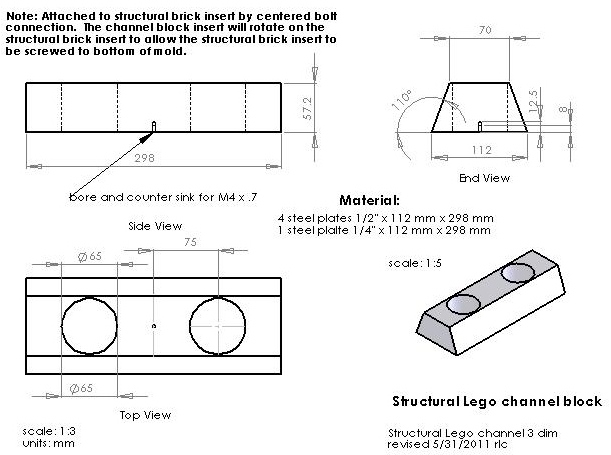 Note: Attached to structural brick insert by centered bolt
connection. The channel block insert will rotate on the
structural brick insert to allow the structural brick insert to
be screwed to bottom of mold.
70
57.2
110°
12.5
8
298
112
End View
bore and counter sink for M4 x .7
Side View
Material:
4 steel plates 1/2" x 112 mm x 298 mm
1 steel plalte 1/4" x 112 mm x 298 mm
75
Ø65
scale: 1:5
Ø65
Top View
Structural Lego channel block
scale: 1:3
units: mm
Structural Lego channel 3 dim
revised 5/31/2011 rlc